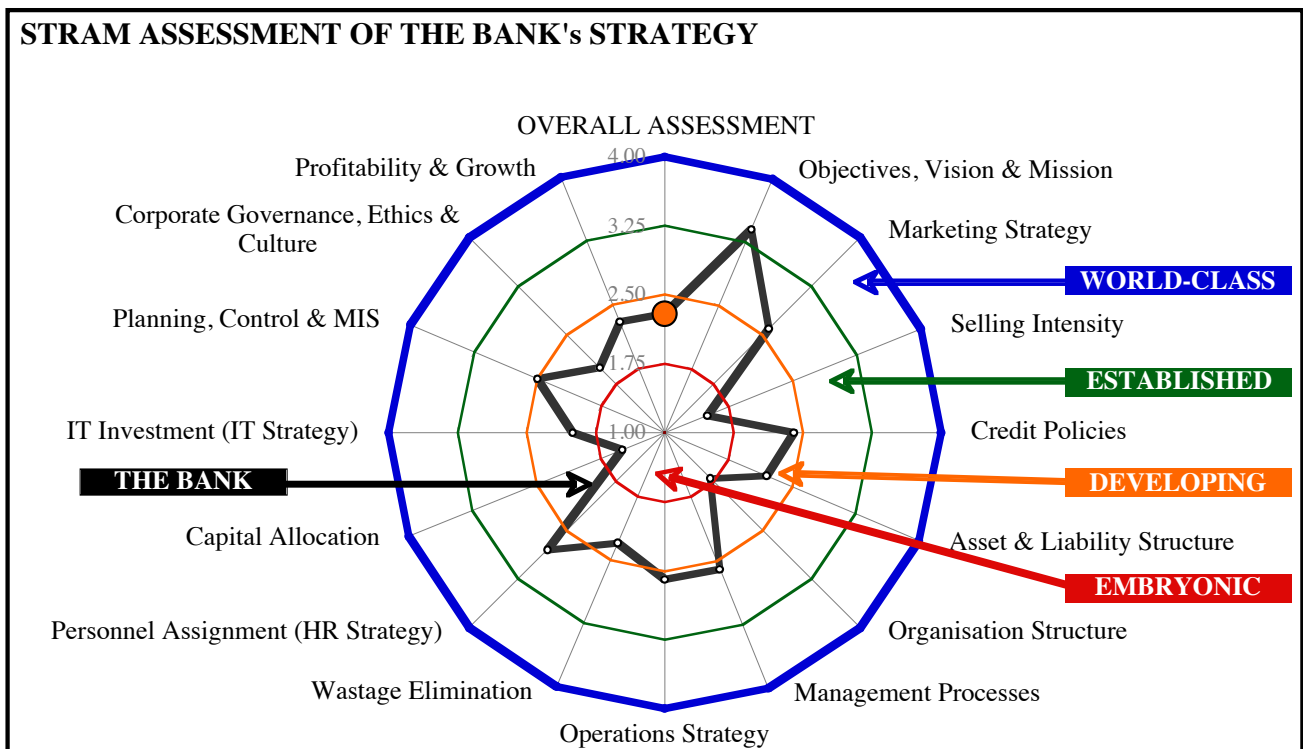 STRAM ASSESSMENT OF THE BANK's STRATEGY
OVERALL ASSESSMENT
4.00
3.25
2.50
1.75
1.00
Objectives, Vision & Mission
Marketing Strategy
Selling Intensity
Credit Policies
Asset & Liability Structure
Organisation Structure
Management Processes
Operations Strategy
Wastage Elimination
Personnel Assignment (HR Strategy)
Capital Allocation
IT Investment (IT Strategy)
Planning, Control & MIS
Corporate Governance, Ethics &
Culture
Profitability & Growth
WORLD-CLASS
ESTABLISHED
DEVELOPING
EMBRYONIC
THE BANK